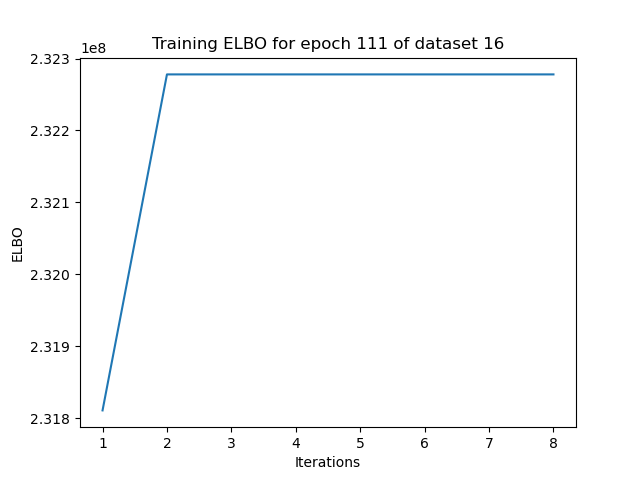 Training ELBO for epoch 111 of dataset 16
1e8
2.323
2.322
2.321
2.320
2.319
2.318
ELBO
1 2 3 4 5 6 7 8
Iterations